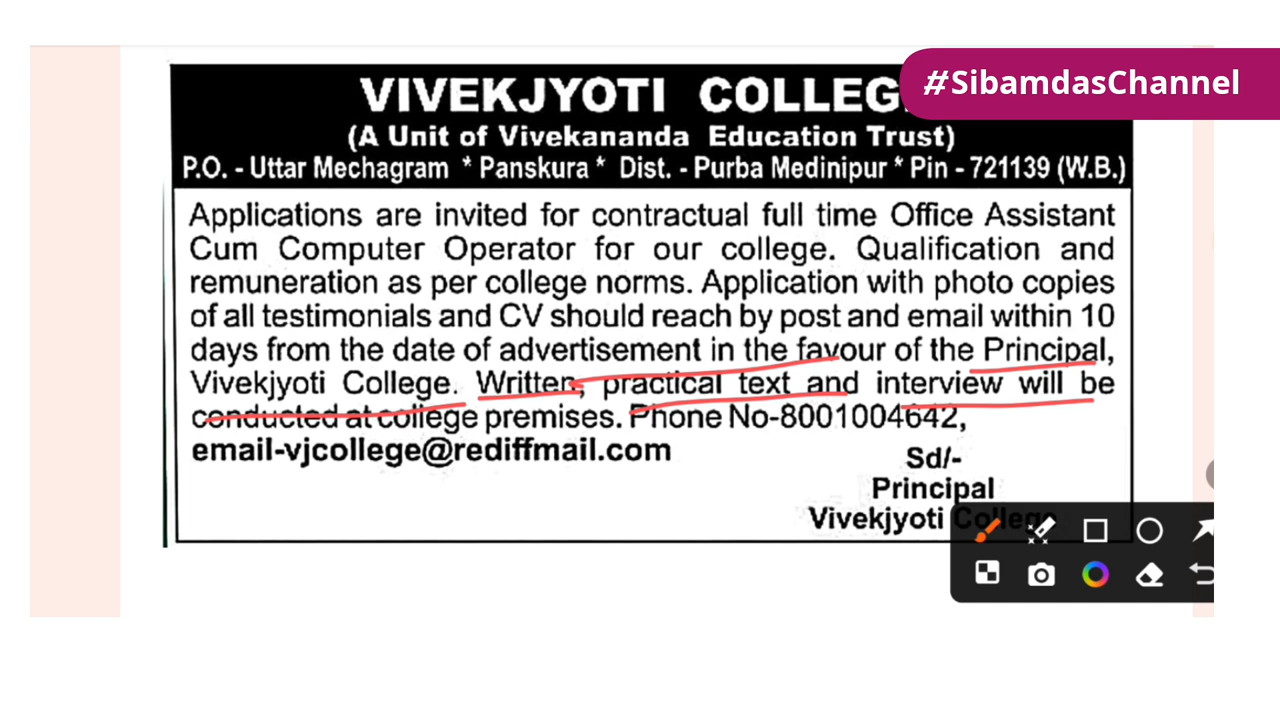 #SibamdasChannel
VIVEKJYOTI COLLEG
(A Unit of Vivekananda Education Trust)
P.O. - Uttar Mechagram * Panskura * Dist. - Purba Medinipur * Pin - 721139 (W.B.)
Applications are invited for contractual full time Office Assistant
Cum Computer Operator for our college. Qualification and
remuneration as per college norms. Application with photo copies
of all testimonials and CV should reach by post and email within 10
days from the date of advertisement in the favour of the Principal,
Vivekjyoti College. Written, practical text and interview will be
conducted at college premises. Phone No-8001004642,
email-vjcollege@rediffmail.com
Sd/-
Principal
Vivekjyoti College